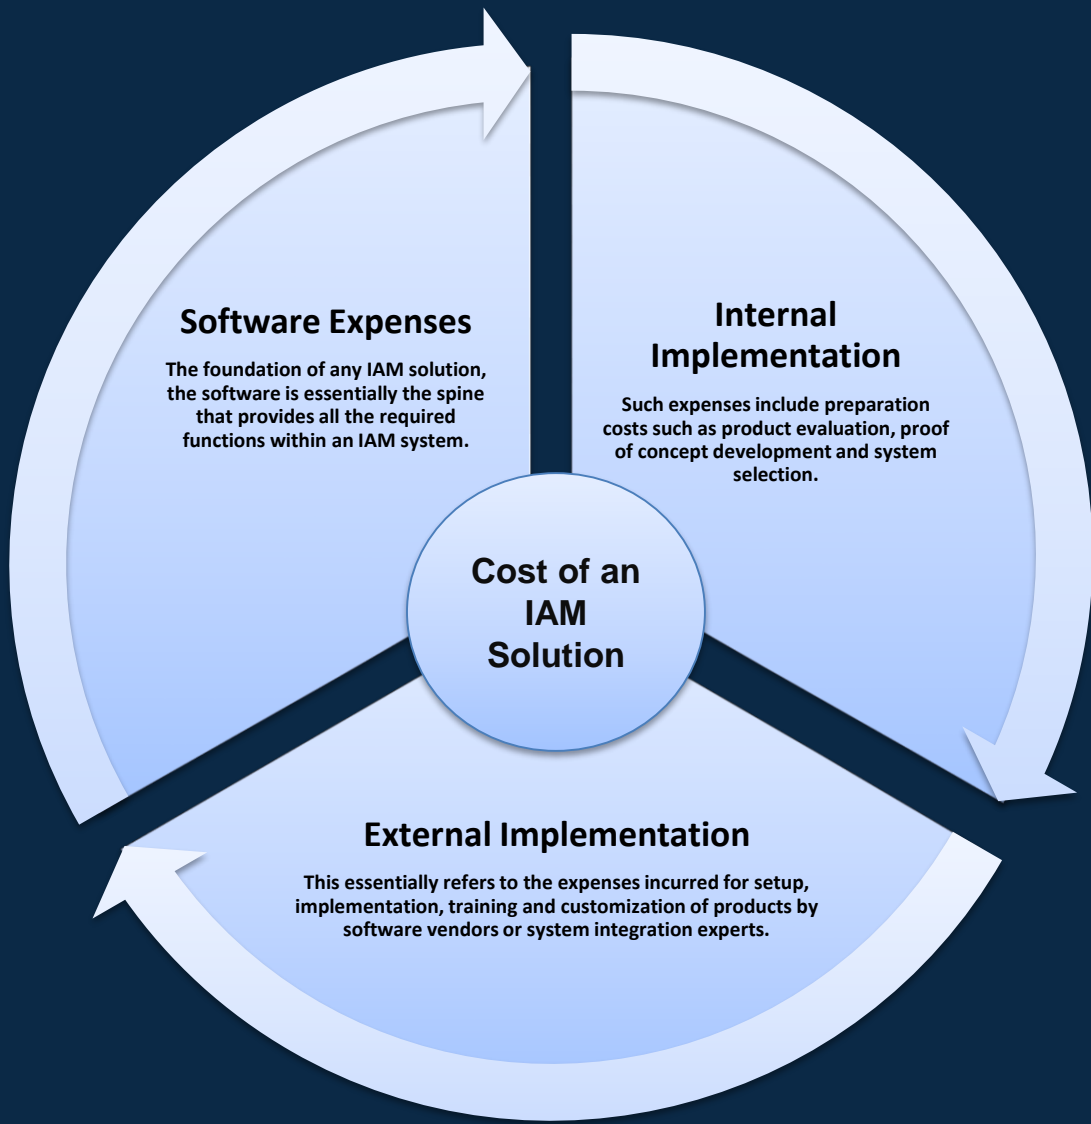 Software Expenses
The foundation of any IAM solution,
the software is essentially the spine
that provides all the required
functions within an IAM system.
Internal
Implementation
Such expenses include preparation
costs such as product evaluation, proof
of concept development and system
selection.
Cost of an
IAM
Solution
External Implementation
This essentially refers to the expenses incurred for setup,
implementation, training and customization of products by
software vendors or system integration experts.